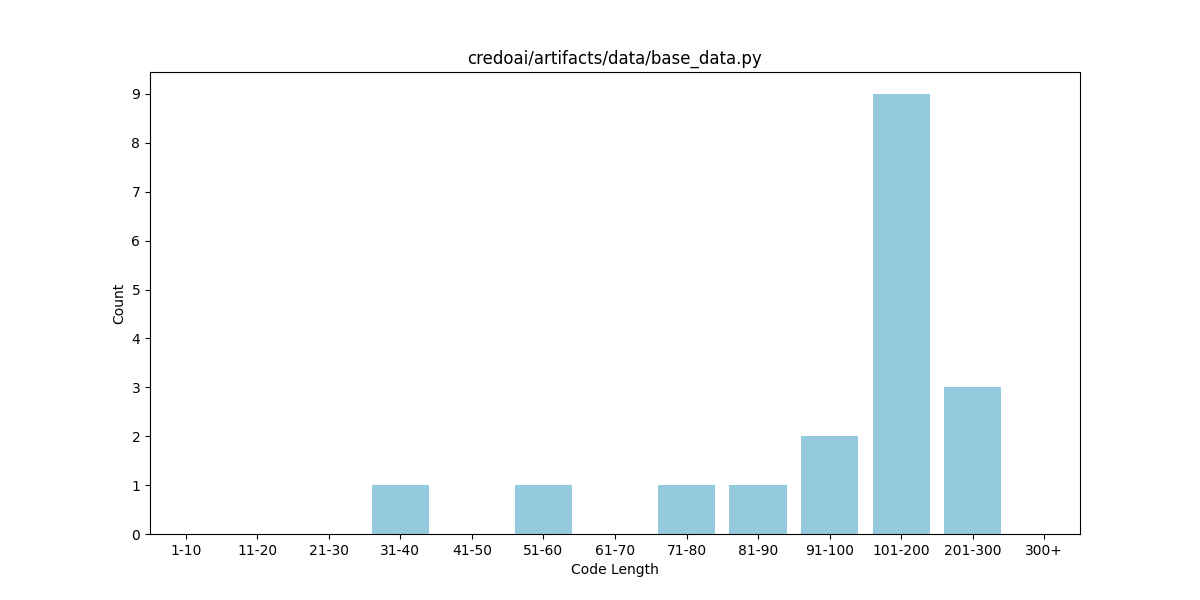 credoai/artifacts/data/base_data.py
9
8
7
6
5
4
3
2
1
0
Count
1-10 11-20 21-30 31-40 41-50 51-60 61-70 71-80 81-90 91-100 101-200 201-300 300+
Code Length